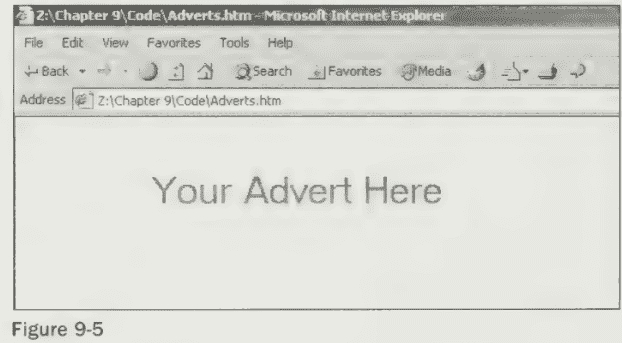 Z:\Chapter 9\Code\Adverts.htm - Microsoft Internet Explorer
File Edit View Favorites Tools Help
Back Search Favorites Media
Address Z:\Chapter 9\Code\Adverts.htm
Your Advert Here
Figure 9-5